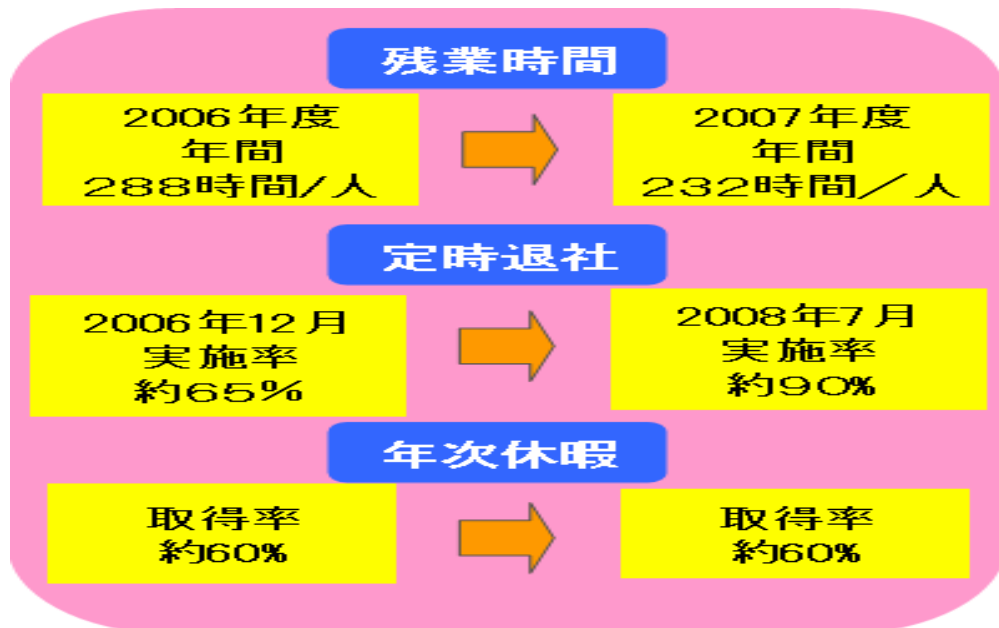 残業時間
2006年度
年間
288時間/人
2007年度
年間
232時間／人
定時退社
2006年12月
実施率
約65%
2008年7月
実施率
約90%
年次休暇
取得率
約60%
取得率
約60%